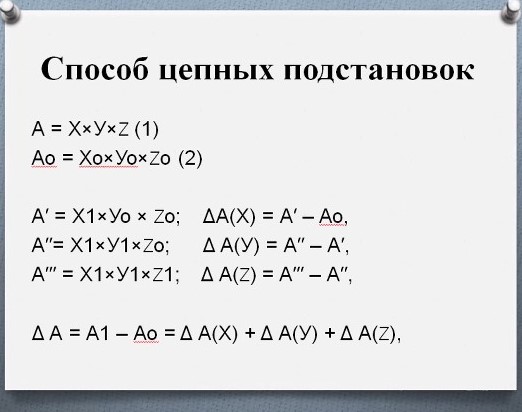 Способ цепных подстановок
А = Х×У×Z (1)
Ао = Хо×Уо×Zо (2)
А′ = Х1×Уо × Zо; ΔА(Х) = А′ – Ао,
А″= Х1×У1×Zо; Δ А(У) = А″ – А′,
А‴ = Х1×У1×Z1; Δ А(Z) = А‴ – А″,
Δ А = А1 – Ао = Δ А(Х) + Δ А(У) + Δ А(Z),